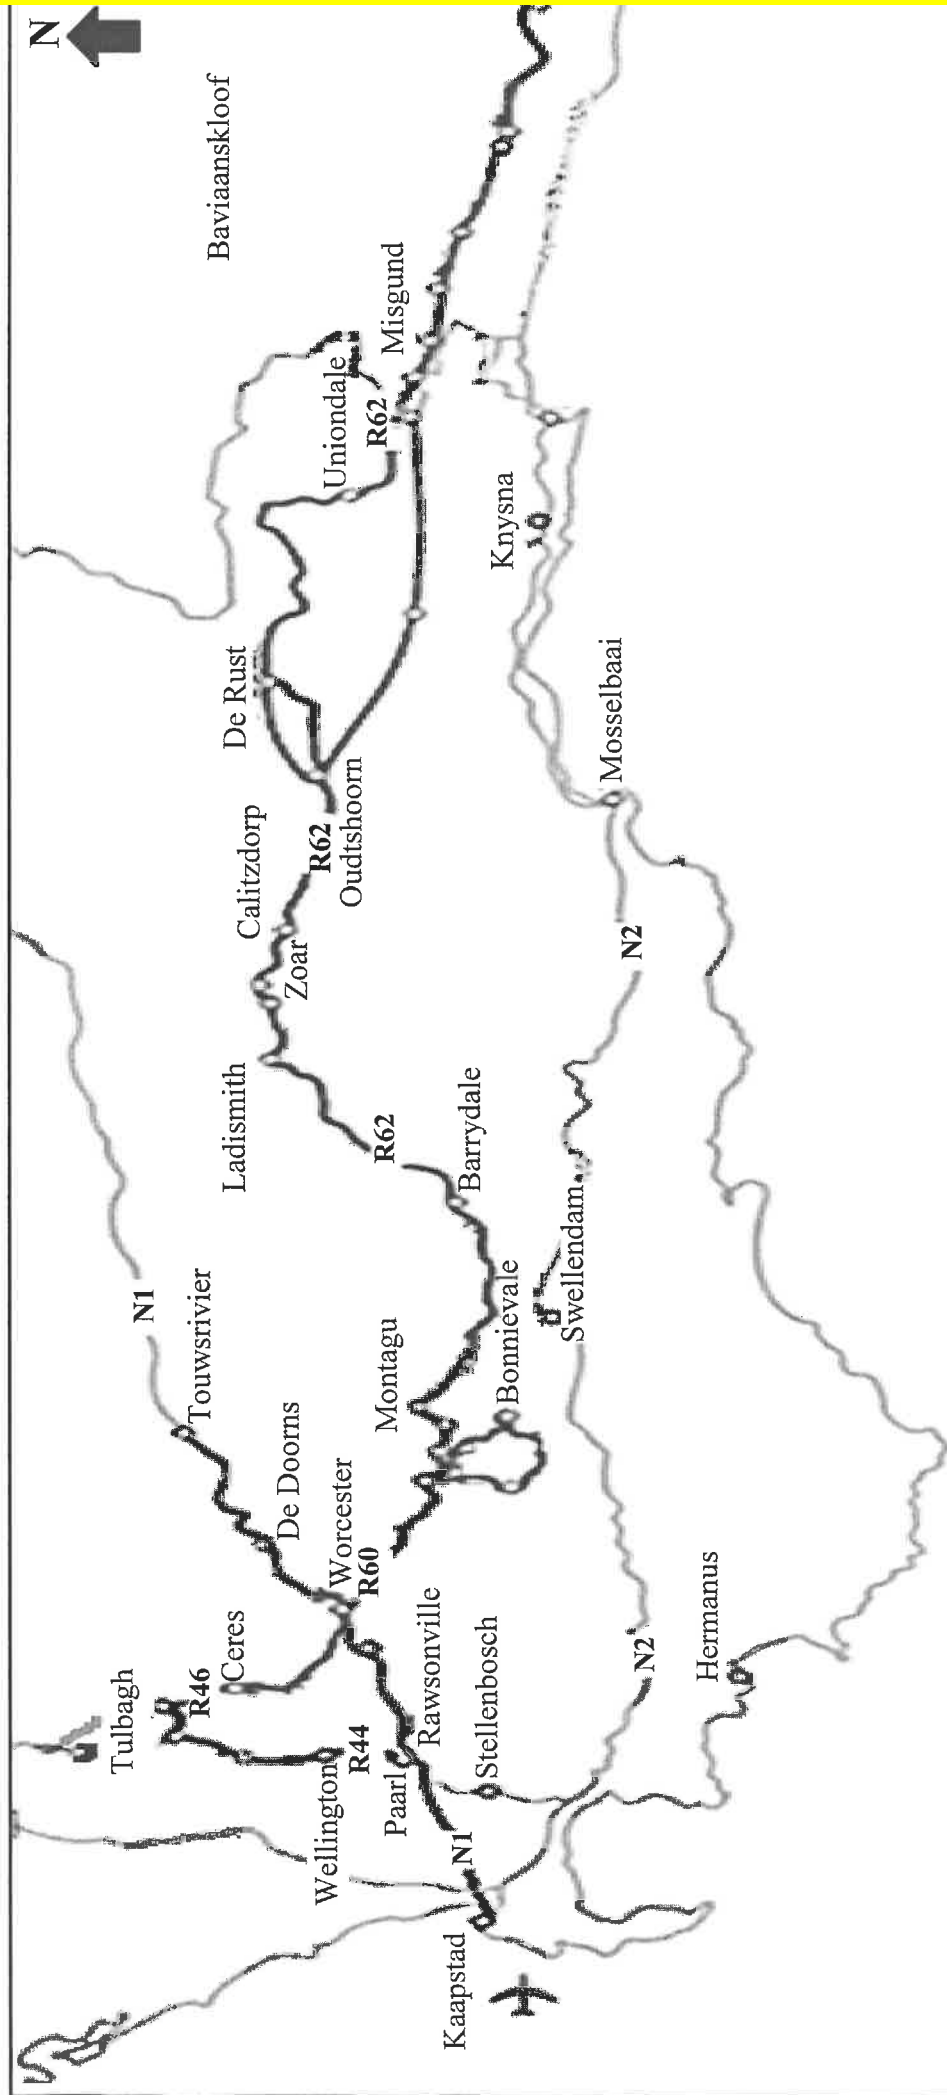 N
Baviaanskloof
Misgund
Uniondale
R62
Knysna
De Rust
Mosselbaai
Oudtshoorn
R62
Calitzdorp
Zoar
N2
Ladismith
R62
Barrydale
Swellendam
Bonnievale
N1
Touwsrivier
Montagu
De Doorns
Worcester
R60
Hermanus
N2
Ceres
R46
Rawsonville
Stellenbosch
Tulbagh
R44
Paarl
Wellington
N1
Kaapstad